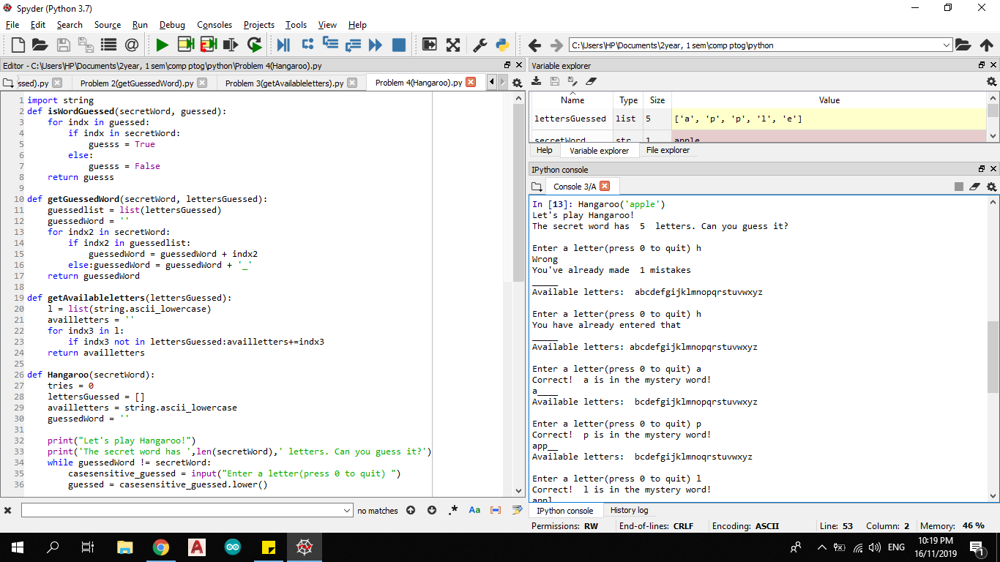 Spyder (Python 3.7)
File Edit Search Source Run Debug Consoles Projects Tools View Help
C:\Users\HP\Documents\2year, 1 sem\comp ptog\python
Editor - C:\Users\HP\Documents\2year, 1 sem\comp ptog\python\Problem 4(Hangaroo).py
ssed).py Problem 2(getGuessedWord).py Problem 3(getAvailableletters).py Problem 4(Hangaroo).py
1 import string
2 def isWordGuessed(secretWord, guessed):
3     for indx in guessed:
4         if indx in secretWord:
5             guesss = True
6         else:
7             guesss = False
8     return guesss
9
10 def getGuessedWord(secretWord, lettersGuessed):
11     guessedlist = list(lettersGuessed)
12     guessedWord = ''
13     for indx2 in secretWord:
14         if indx2 in guessedlist:
15             guessedWord = guessedWord + indx2
16         else:guessedWord = guessedWord + '_'
17     return guessedWord
18
19 def getAvailableletters(lettersGuessed):
20     l = list(string.ascii_lowercase)
21     availletters = ''
22     for indx3 in l:
23         if indx3 not in lettersGuessed:availletters+=indx3
24     return availletters
25
26 def Hangaroo(secretWord):
27     tries = 0
28     lettersGuessed = []
29     availletters = string.ascii_lowercase
30     guessedWord = ''
31
32     print("Let's play Hangaroo!")
33     print('The secret word has ',len(secretWord),' letters. Can you guess it?')
34     while guessedWord != secretWord:
35         casesensitive_guessed = input("Enter a letter(press 0 to quit) ")
36         guessed = casesensitive_guessed.lower()
no matches .* Aa
Variable explorer
Name Type Size Value
lettersGuessed list 5 ['a', 'p', 'p', 'l', 'e']
secretWord str 1 apple
Help Variable explorer File explorer
IPython console
Console 3/A
In [13]: Hangaroo('apple')
Let's play Hangaroo!
The secret word has  5  letters. Can you guess it?
Enter a letter(press 0 to quit) h
Wrong
You've already made  1 mistakes
_____
Available letters:  abcdefgijklmnopqrstuvwxyz
Enter a letter(press 0 to quit) h
You have already entered that
_____
Available letters: abcdefgijklmnopqrstuvwxyz
Enter a letter(press 0 to quit) a
Correct!  a is in the mystery word!
a____
Available letters:  bcdefgijklmnopqrstuvwxyz
Enter a letter(press 0 to quit) p
Correct!  p is in the mystery word!
app__
Available letters:  bcdefgijklmnoqrstuvwxyz
Enter a letter(press 0 to quit) l
Correct!  l is in the mystery word!
appl_
IPython console History log
Permissions: RW End-of-lines: CRLF Encoding: ASCII Line: 53 Column: 2 Memory: 46 %
ENG
10:19 PM
16/11/2019
1